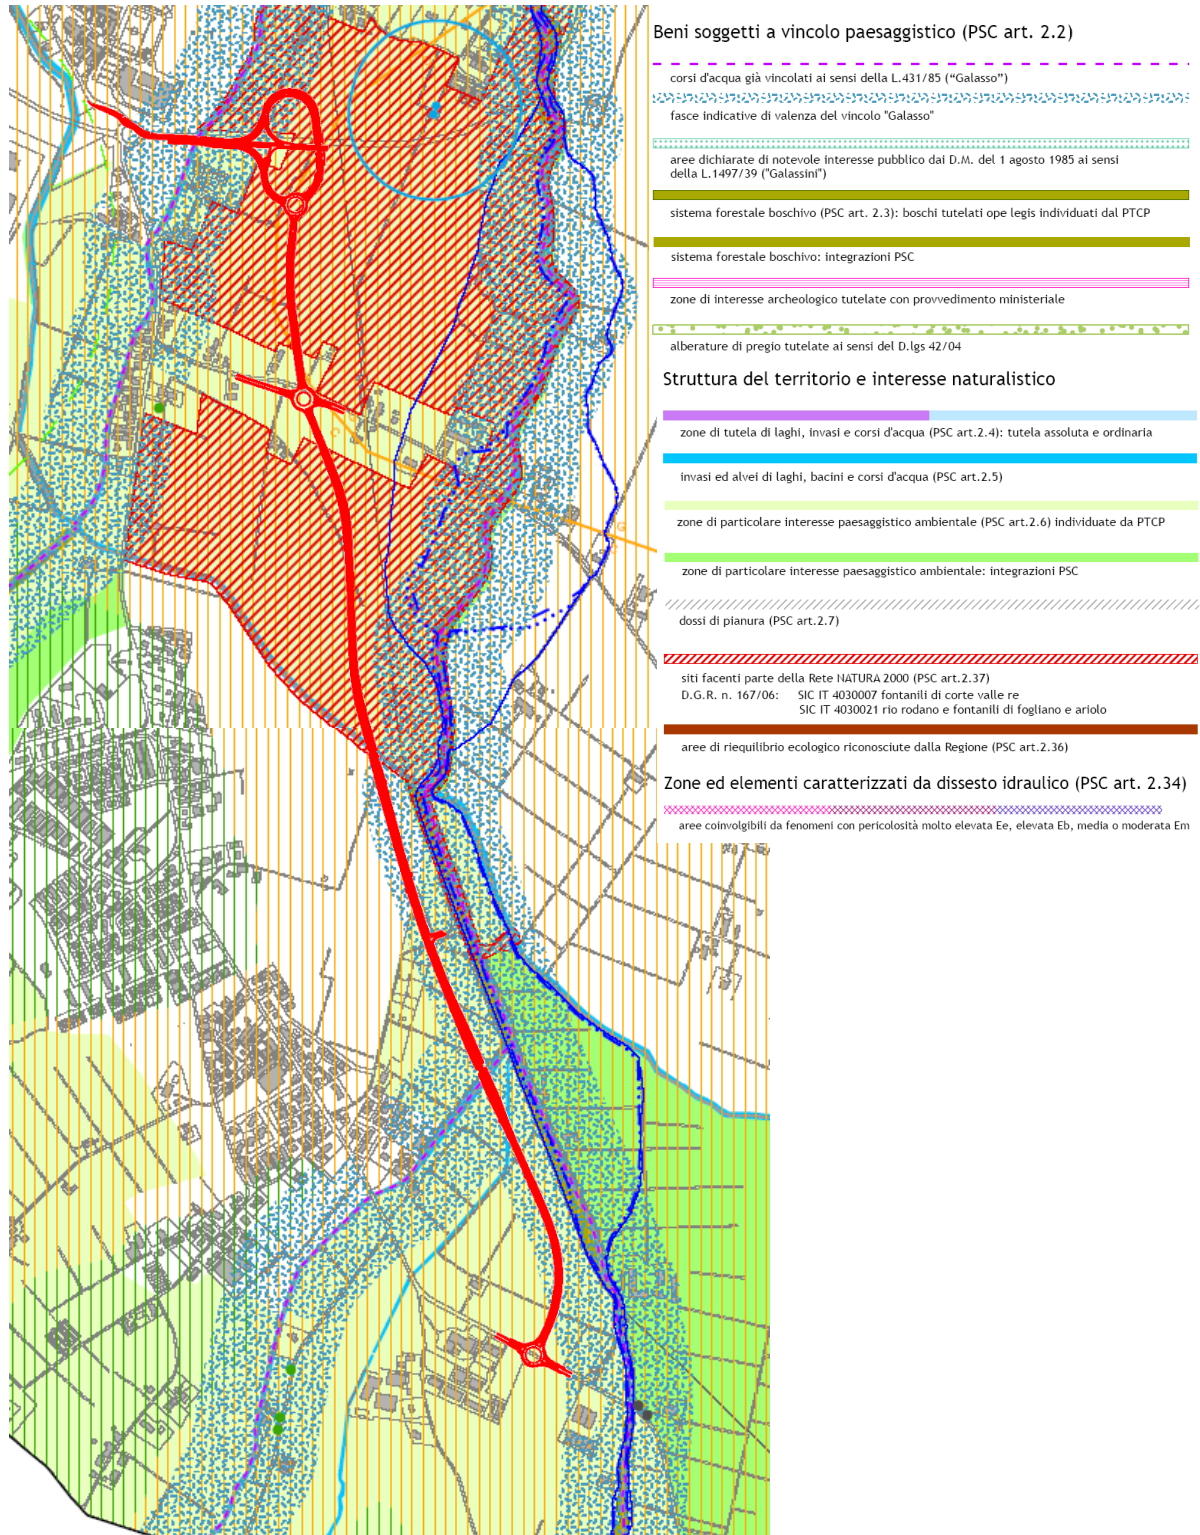 Beni soggetti a vincolo paesaggistico (PSC art. 2.2)
corsi d'acqua già vincolati ai sensi della L.431/85 (“Galasso”)
fasce indicative di valenza del vincolo "Galasso"
aree dichiarate di notevole interesse pubblico dai D.M. del 1 agosto 1985 ai sensi
della L.1497/39 ("Galassini")
sistema forestale boschivo (PSC art. 2.3): boschi tutelati ope legis individuati dal PTCP
sistema forestale boschivo: integrazioni PSC
zone di interesse archeologico tutelate con provvedimento ministeriale
alberature di pregio tutelate ai sensi del D.lgs 42/04
Struttura del territorio e interesse naturalistico
zone di tutela di laghi, invasi e corsi d'acqua (PSC art.2.4): tutela assoluta e ordinaria
invasi ed alvei di laghi, bacini e corsi d'acqua (PSC art.2.5)
zone di particolare interesse paesaggistico ambientale (PSC art.2.6) individuate da PTCP
zone di particolare interesse paesaggistico ambientale: integrazioni PSC
dossi di pianura (PSC art.2.7)
siti facenti parte della Rete NATURA 2000 (PSC art.2.37)
D.G.R. n. 167/06: SIC IT 4030007 fontanili di corte valle re
SIC IT 4030021 rio rodano e fontanili di fogliano e ariolo
aree di riequilibrio ecologico riconosciute dalla Regione (PSC art.2.36)
Zone ed elementi caratterizzati da dissesto idraulico (PSC art. 2.34)
aree coinvolgibili da fenomeni con pericolosità molto elevata Ee, elevata Eb, media o moderata Em
G